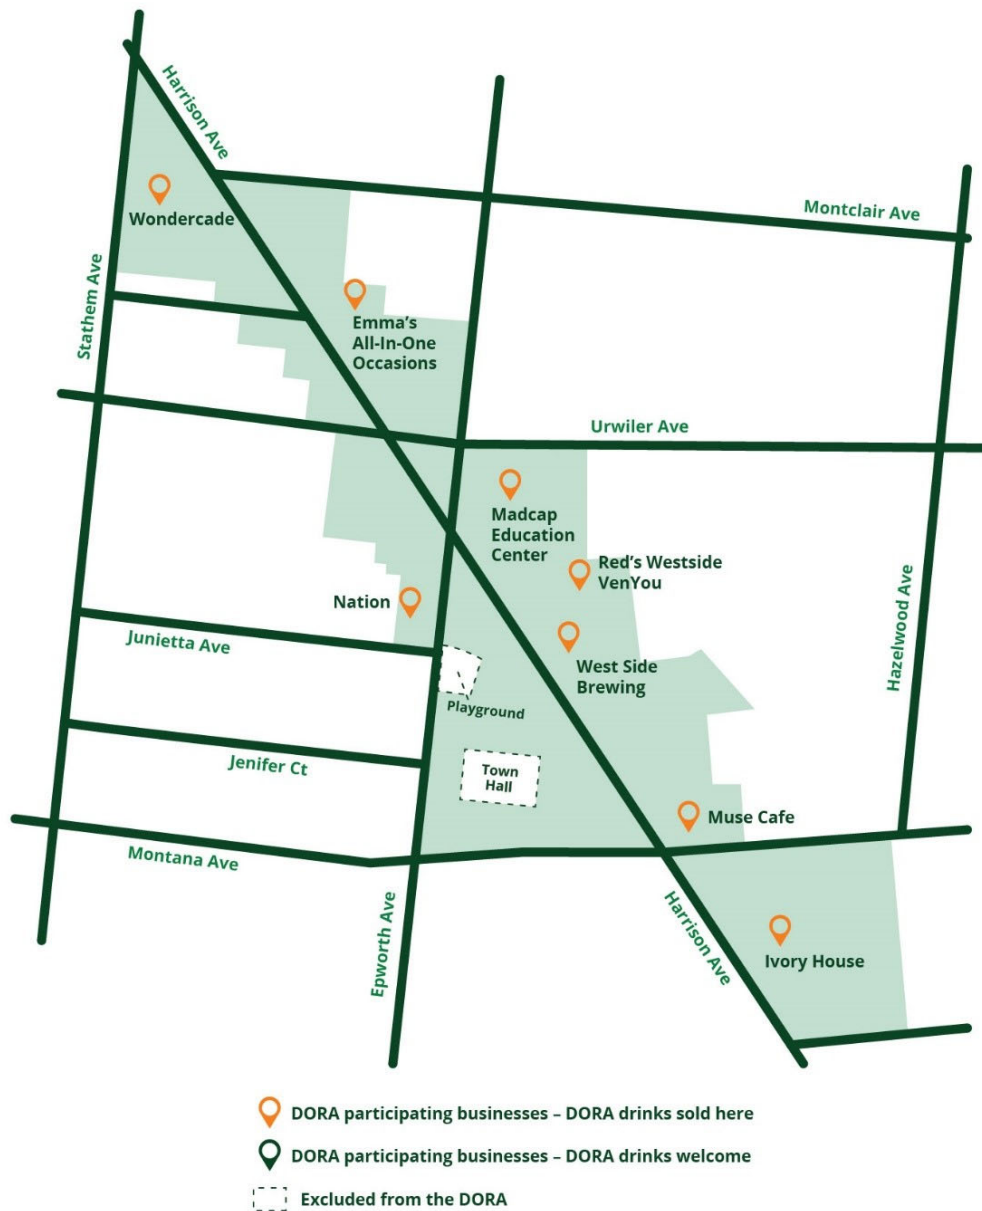 Harrison Ave
Wondercade
Montclair Ave
Stathem Ave
Emma's
All-In-One
Occasions
Urwiler Ave
Madcap
Education
Center
Red's Westside
VenYou
Nation
Junietta Ave
Hazelwood Ave
West Side
Brewing
Playground
Jenifer Ct
Town
Hall
Muse Cafe
Montana Ave
Epworth Ave
Harrison Ave
Ivory House
DORA participating businesses – DORA drinks sold here
DORA participating businesses – DORA drinks welcome
Excluded from the DORA